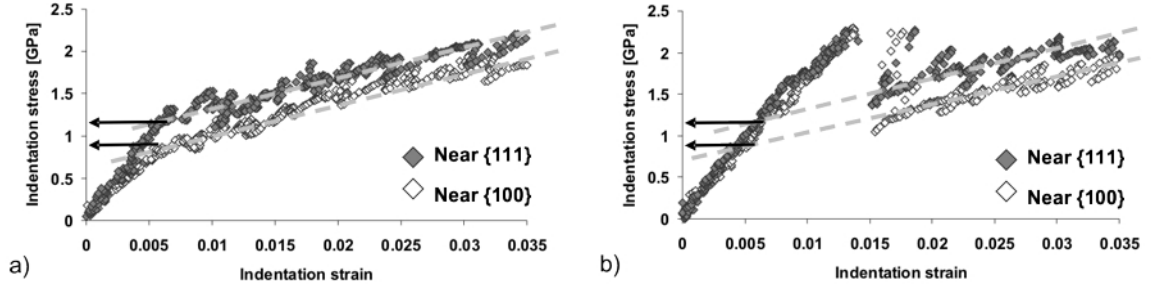 Indentation stress [GPa]
2.5
2
1.5
1
0.5
0
0
0.005
0.01
0.015
0.02
0.025
0.03
0.035
Near {111}
Near {100}
Indentation strain
a)
Indentation stress [GPa]
2.5
2
1.5
1
0.5
0
0
0.005
0.01
0.015
0.02
0.025
0.03
0.035
Near {111}
Near {100}
Indentation strain
b)